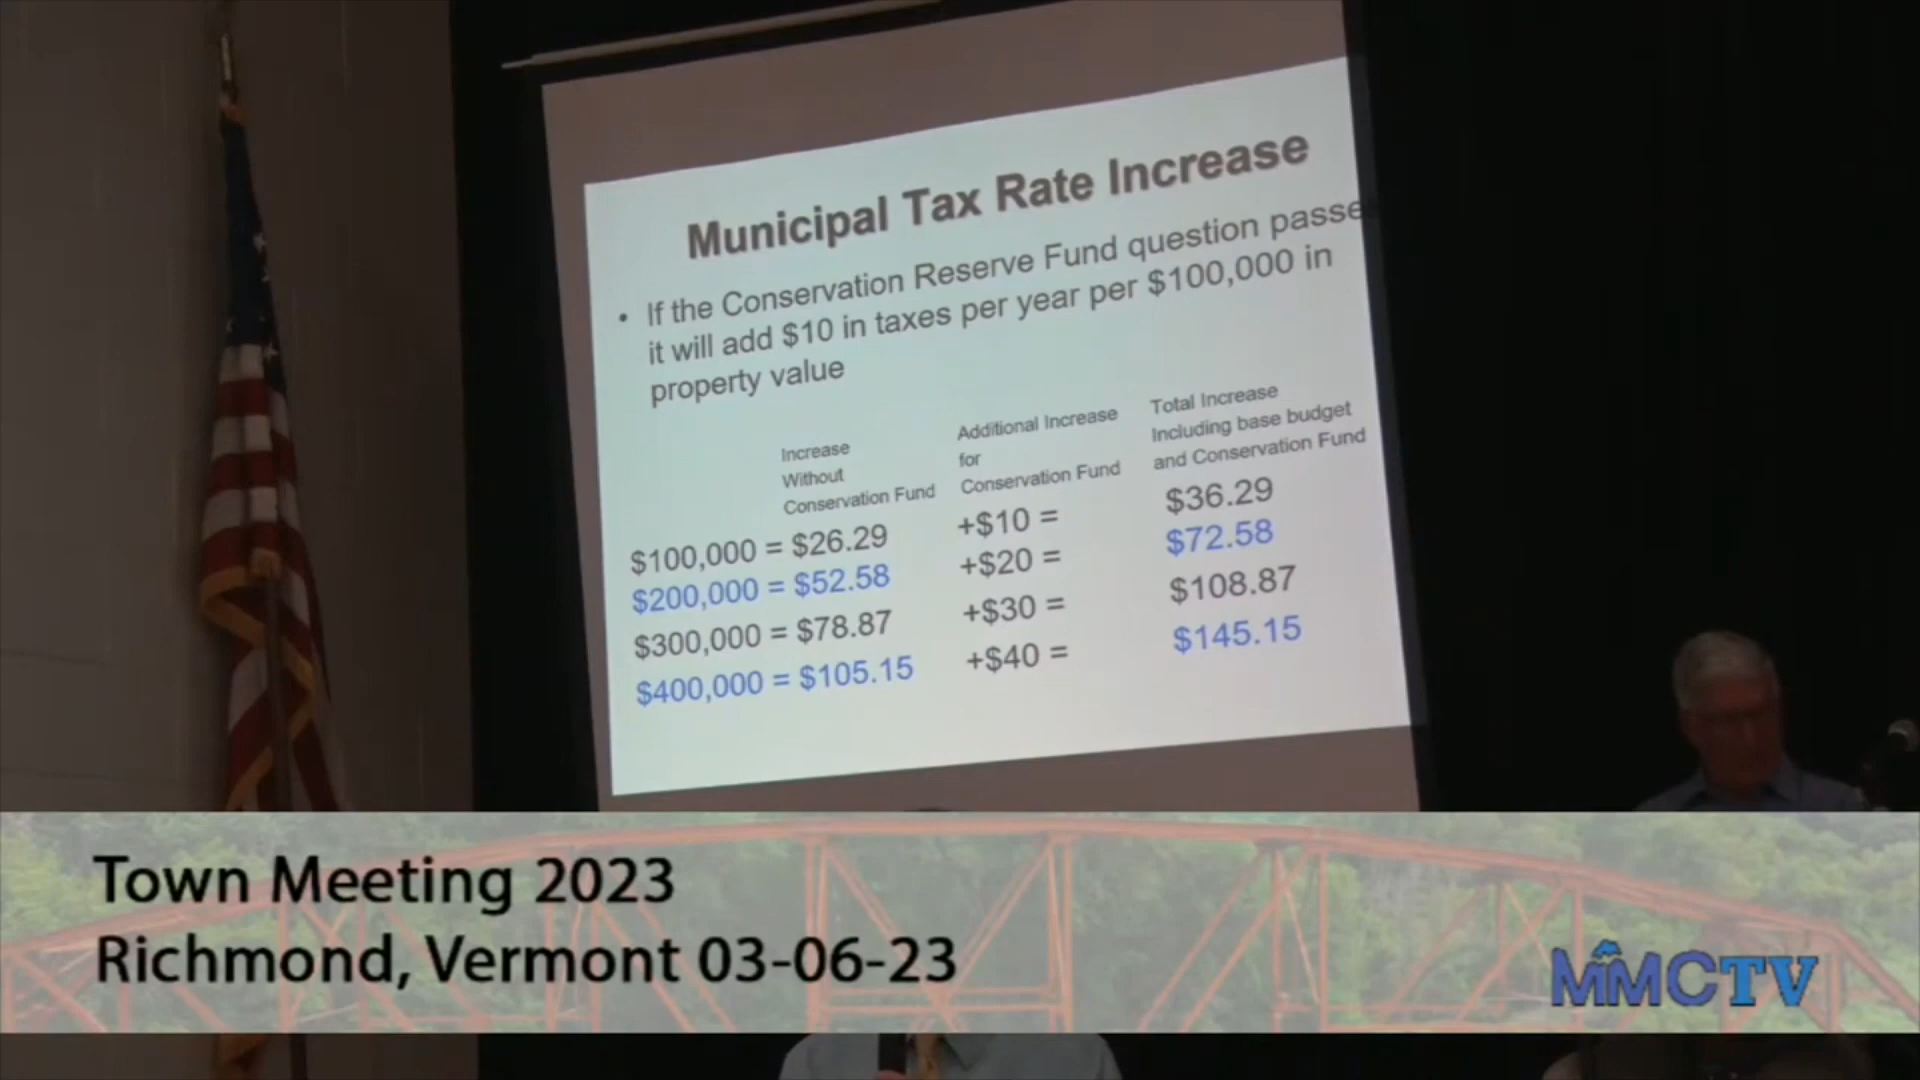 Municipal Tax Rate Increase
• If the Conservation Reserve Fund question passe
it will add $10 in taxes per year per $100,000 in
property value
Increase
Without
Conservation Fund
Additional Increase
for
Conservation Fund
Total Increase
Including base budget
and Conservation Fund
$100,000 = $26.29 +$10 = $36.29
$200,000 = $52.58 +$20 = $72.58
$300,000 = $78.87 +$30 = $108.87
$400,000 = $105.15 +$40 = $145.15
Town Meeting 2023
Richmond, Vermont 03-06-23
MMCTV